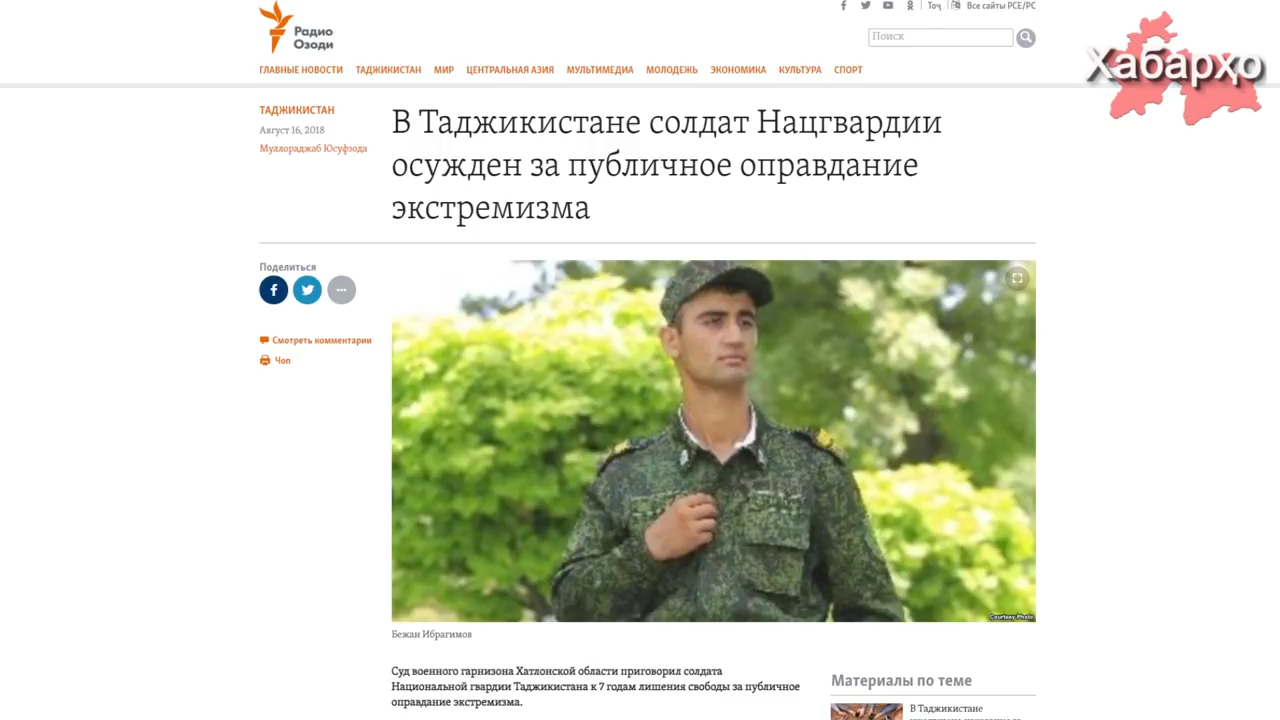 Тоҷ
Все сайты РСЕ/РС
Радио
Озоди
Поиск
Хабарҳо
ГЛАВНЫЕ НОВОСТИ ТАДЖИКИСТАН МИР ЦЕНТРАЛЬНАЯ АЗИЯ МУЛЬТИМЕДИА МОЛОДЕЖЬ ЭКОНОМИКА КУЛЬТУРА СПОРТ
ТАДЖИКИСТАН
Август 16, 2018
Муллораджаб Юсуфзода
В Таджикистане солдат Нацгвардии
осужден за публичное оправдание
экстремизма
Поделиться
Смотреть комментарии
Чоп
Courtesy Photo
Бежан Ибрагимов
Суд военного гарнизона Хатлонской области приговорил солдата
Национальной гвардии Таджикистана к 7 годам лишения свободы за публичное
оправдание экстремизма.
Материалы по теме
В Таджикистане